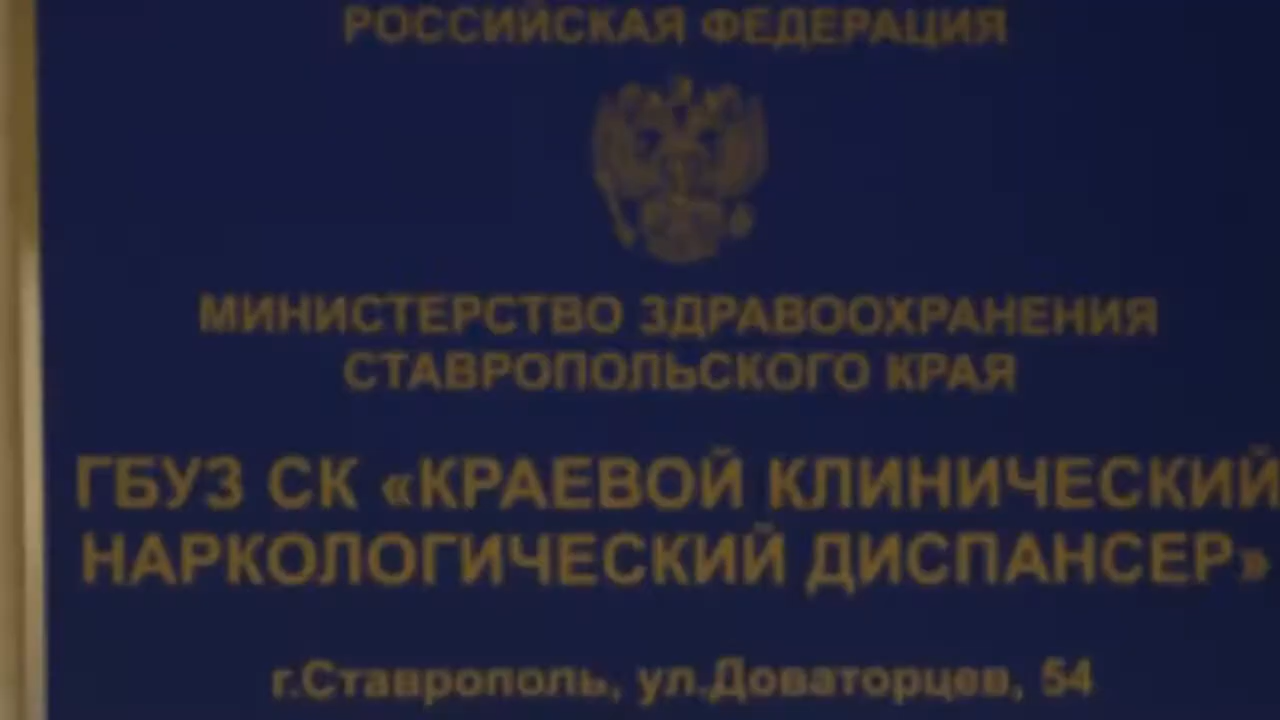 РОССИЙСКАЯ ФЕДЕРАЦИЯ
МИНИСТЕРСТВО ЗДРАВООХРАНЕНИЯ
СТАВРОПОЛЬСКОГО КРАЯ
ГБУЗ СК «КРАЕВОЙ КЛИНИЧЕСКИЙ
НАРКОЛОГИЧЕСКИЙ ДИСПАНСЕР»
г.Ставрополь, ул.Доваторцев, 54